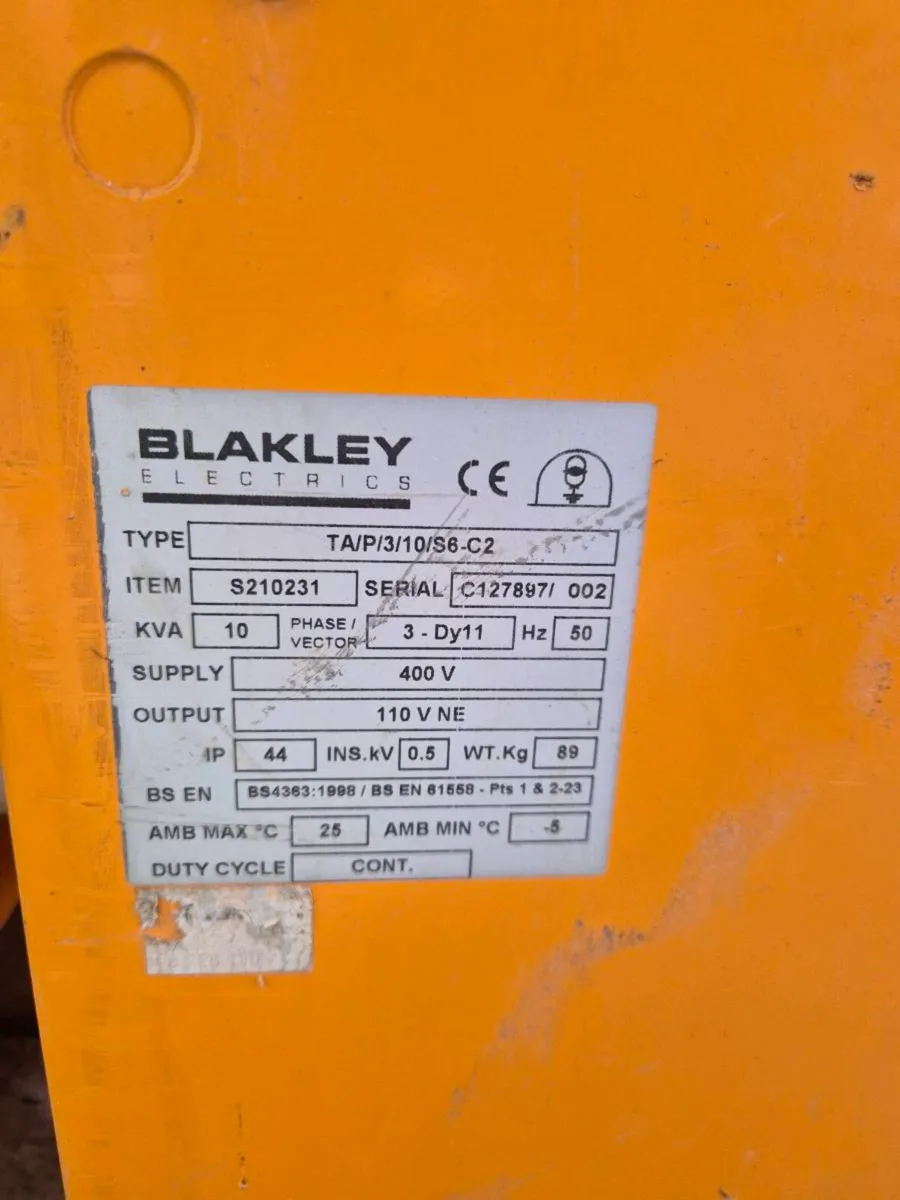 BLAKLEY
ELECTRICS
CE
TYPE TA/P/3/10/S6-C2
ITEM S210231 SERIAL C127897/ 002
KVA 10 PHASE / VECTOR 3 - Dy11 Hz 50
SUPPLY 400 V
OUTPUT 110 V NE
IP 44 INS.kV 0.5 WT.Kg 89
BS EN BS4363:1998 / BS EN 61558 - Pts 1 & 2-23
AMB MAX °C 25 AMB MIN °C -5
DUTY CYCLE CONT.